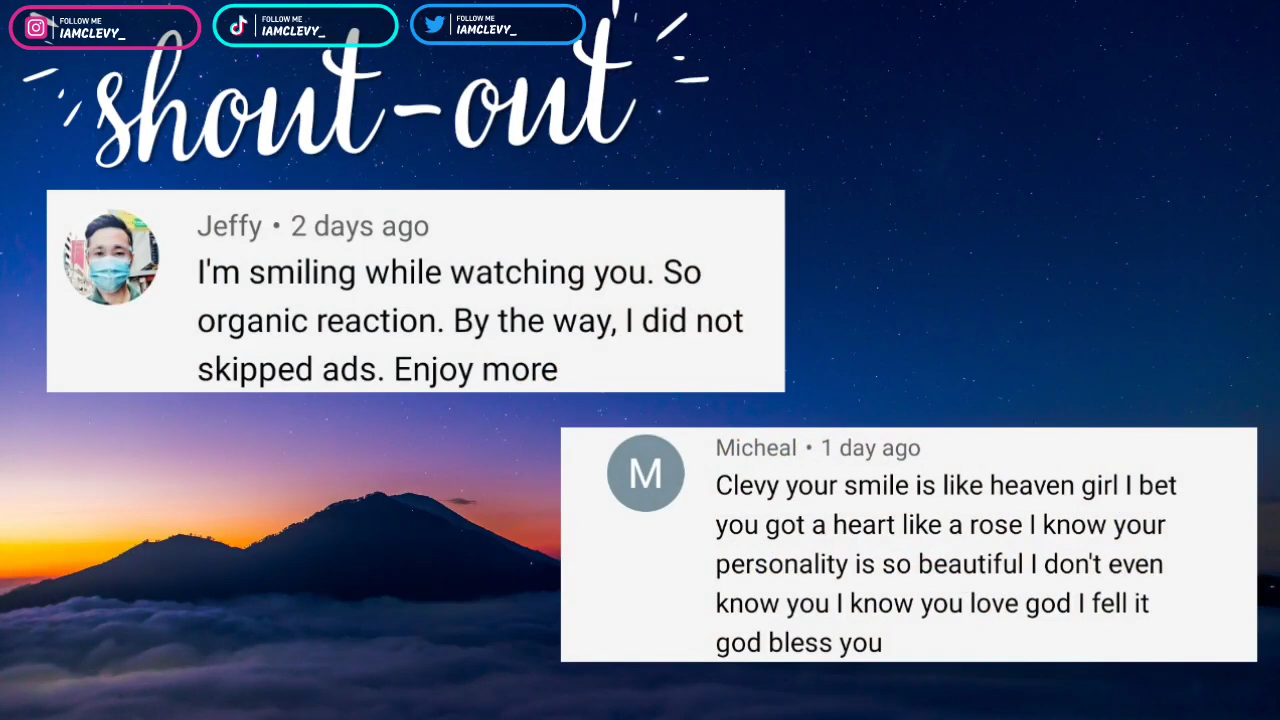 FOLLOW ME
IAMCLEVY_
FOLLOW ME
IAMCLEVY_
FOLLOW ME
IAMCLEVY_
shout-out
Jeffy • 2 days ago
I'm smiling while watching you. So
organic reaction. By the way, I did not
skipped ads. Enjoy more
M
Micheal • 1 day ago
Clevy your smile is like heaven girl I bet
you got a heart like a rose I know your
personality is so beautiful I don't even
know you I know you love god I fell it
god bless you